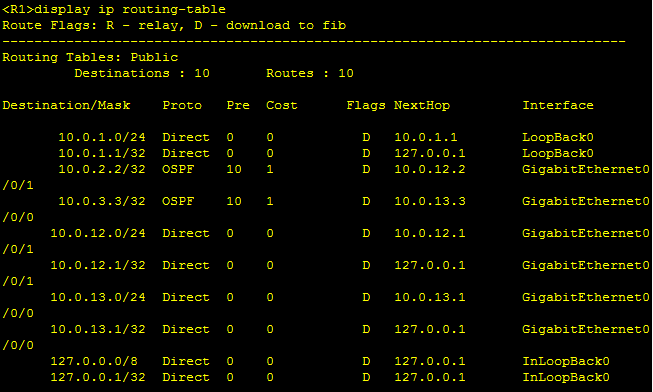 <R1>display ip routing-table
Route Flags: R - relay, D - download to fib
------------------------------------------------------------------------------
Routing Tables: Public
         Destinations : 10       Routes : 10

Destination/Mask    Proto   Pre  Cost      Flags NextHop         Interface

       10.0.1.0/24  Direct  0    0           D   10.0.1.1        LoopBack0
       10.0.1.1/32  Direct  0    0           D   127.0.0.1       LoopBack0
       10.0.2.2/32  OSPF    10   1           D   10.0.12.2       GigabitEthernet0
/0/1
       10.0.3.3/32  OSPF    10   1           D   10.0.13.3       GigabitEthernet0
/0/0
      10.0.12.0/24  Direct  0    0           D   10.0.12.1       GigabitEthernet0
/0/1
      10.0.12.1/32  Direct  0    0           D   127.0.0.1       GigabitEthernet0
/0/1
      10.0.13.0/24  Direct  0    0           D   10.0.13.1       GigabitEthernet0
/0/0
      10.0.13.1/32  Direct  0    0           D   127.0.0.1       GigabitEthernet0
/0/0
      127.0.0.0/8   Direct  0    0           D   127.0.0.1       InLoopBack0
      127.0.0.1/32  Direct  0    0           D   127.0.0.1       InLoopBack0